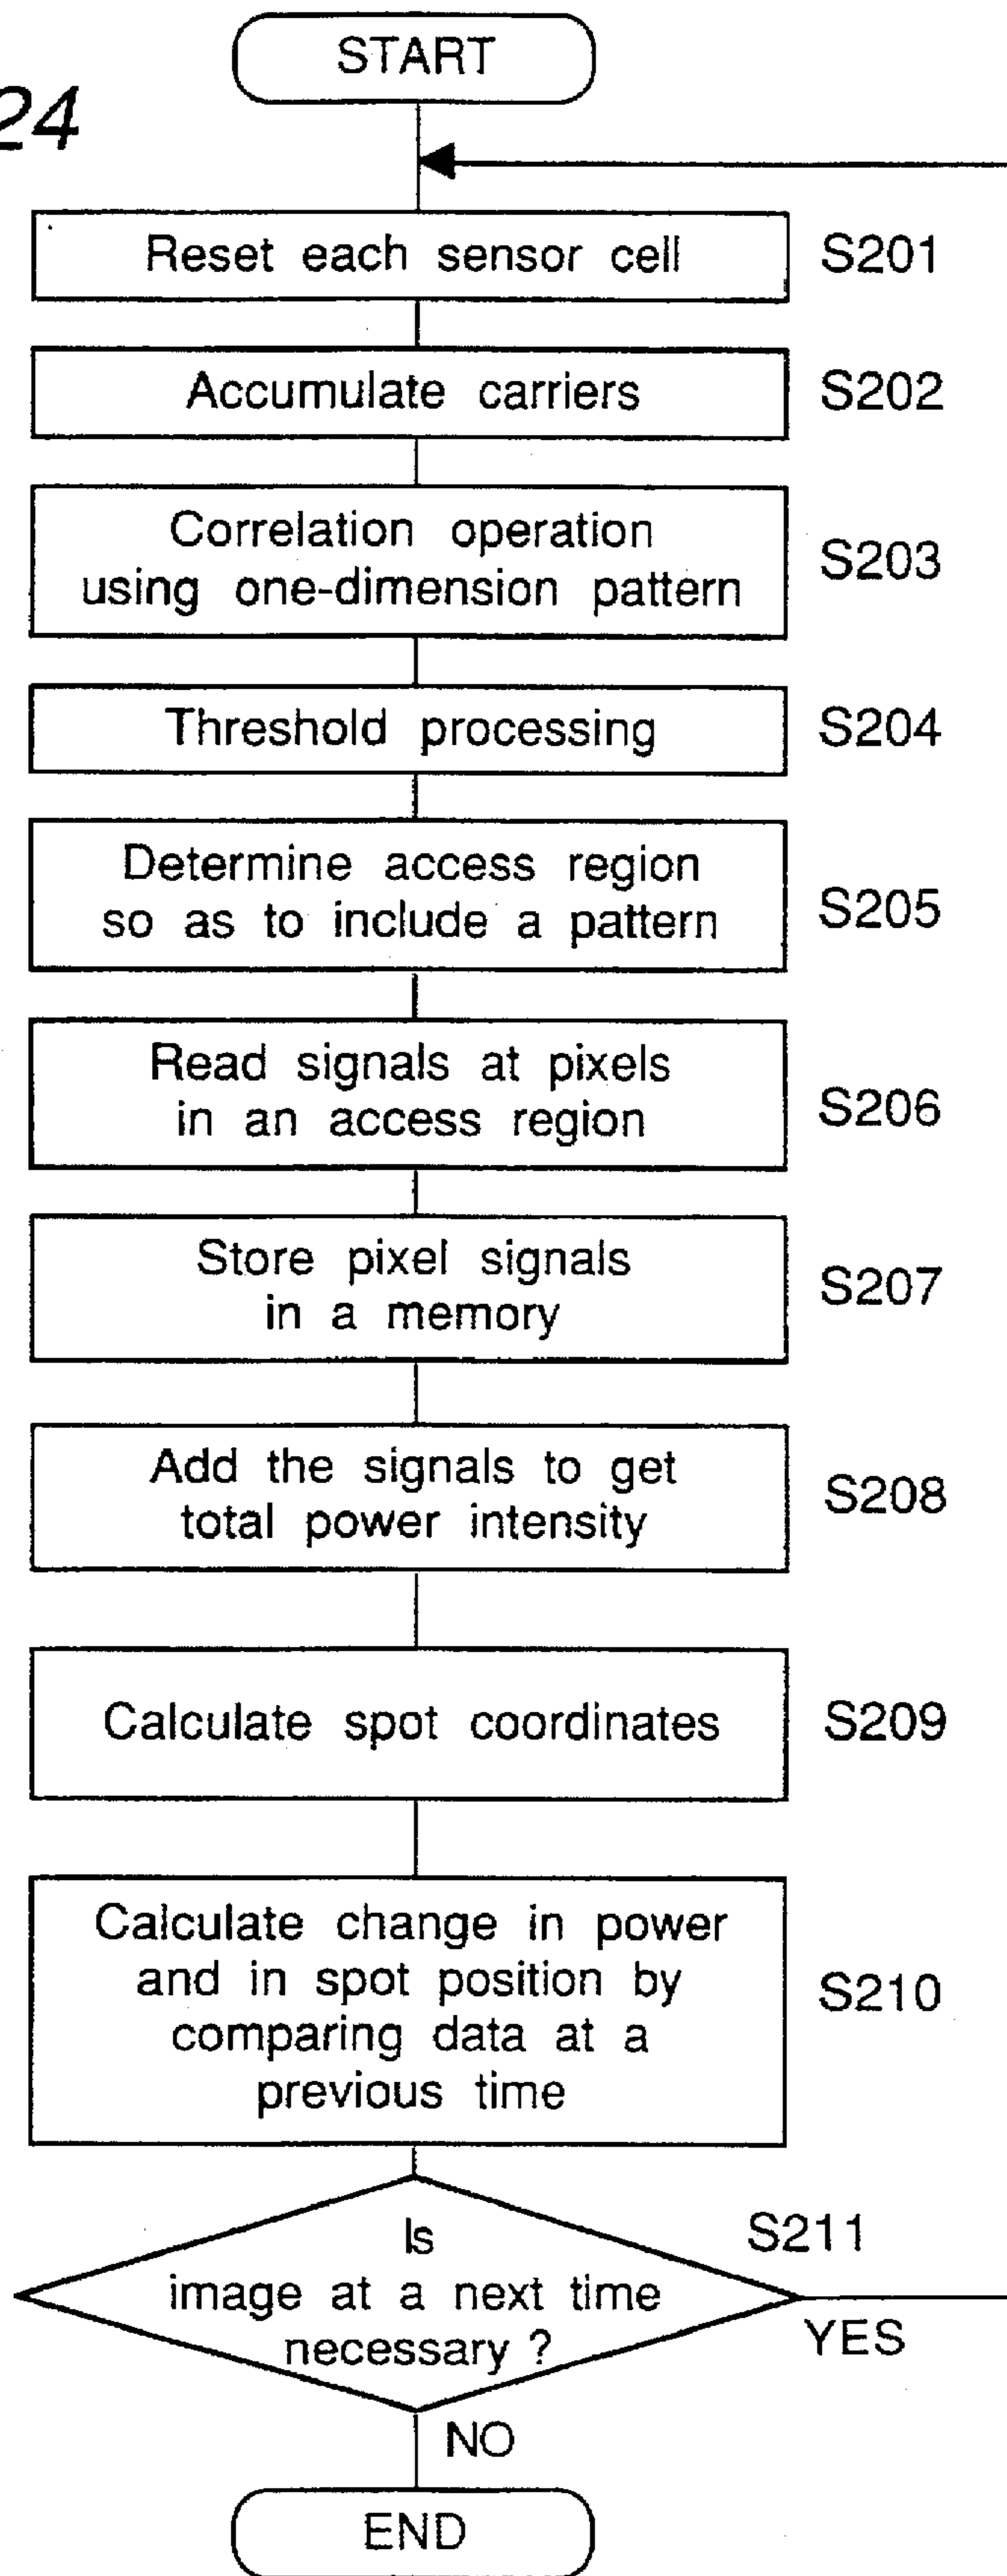 24
START
Reset each sensor cell
S201
Accumulate carriers
S202
Correlation operation
using one-dimension pattern
S203
Threshold processing
S204
Determine access region
so as to include a pattern
S205
Read signals at pixels
in an access region
S206
Store pixel signals
in a memory
S207
Add the signals to get
total power intensity
S208
Calculate spot coordinates
S209
Calculate change in power
and in spot position by
comparing data at a
previous time
S210
Is
image at a next time
necessary ?
S211
YES
NO
END